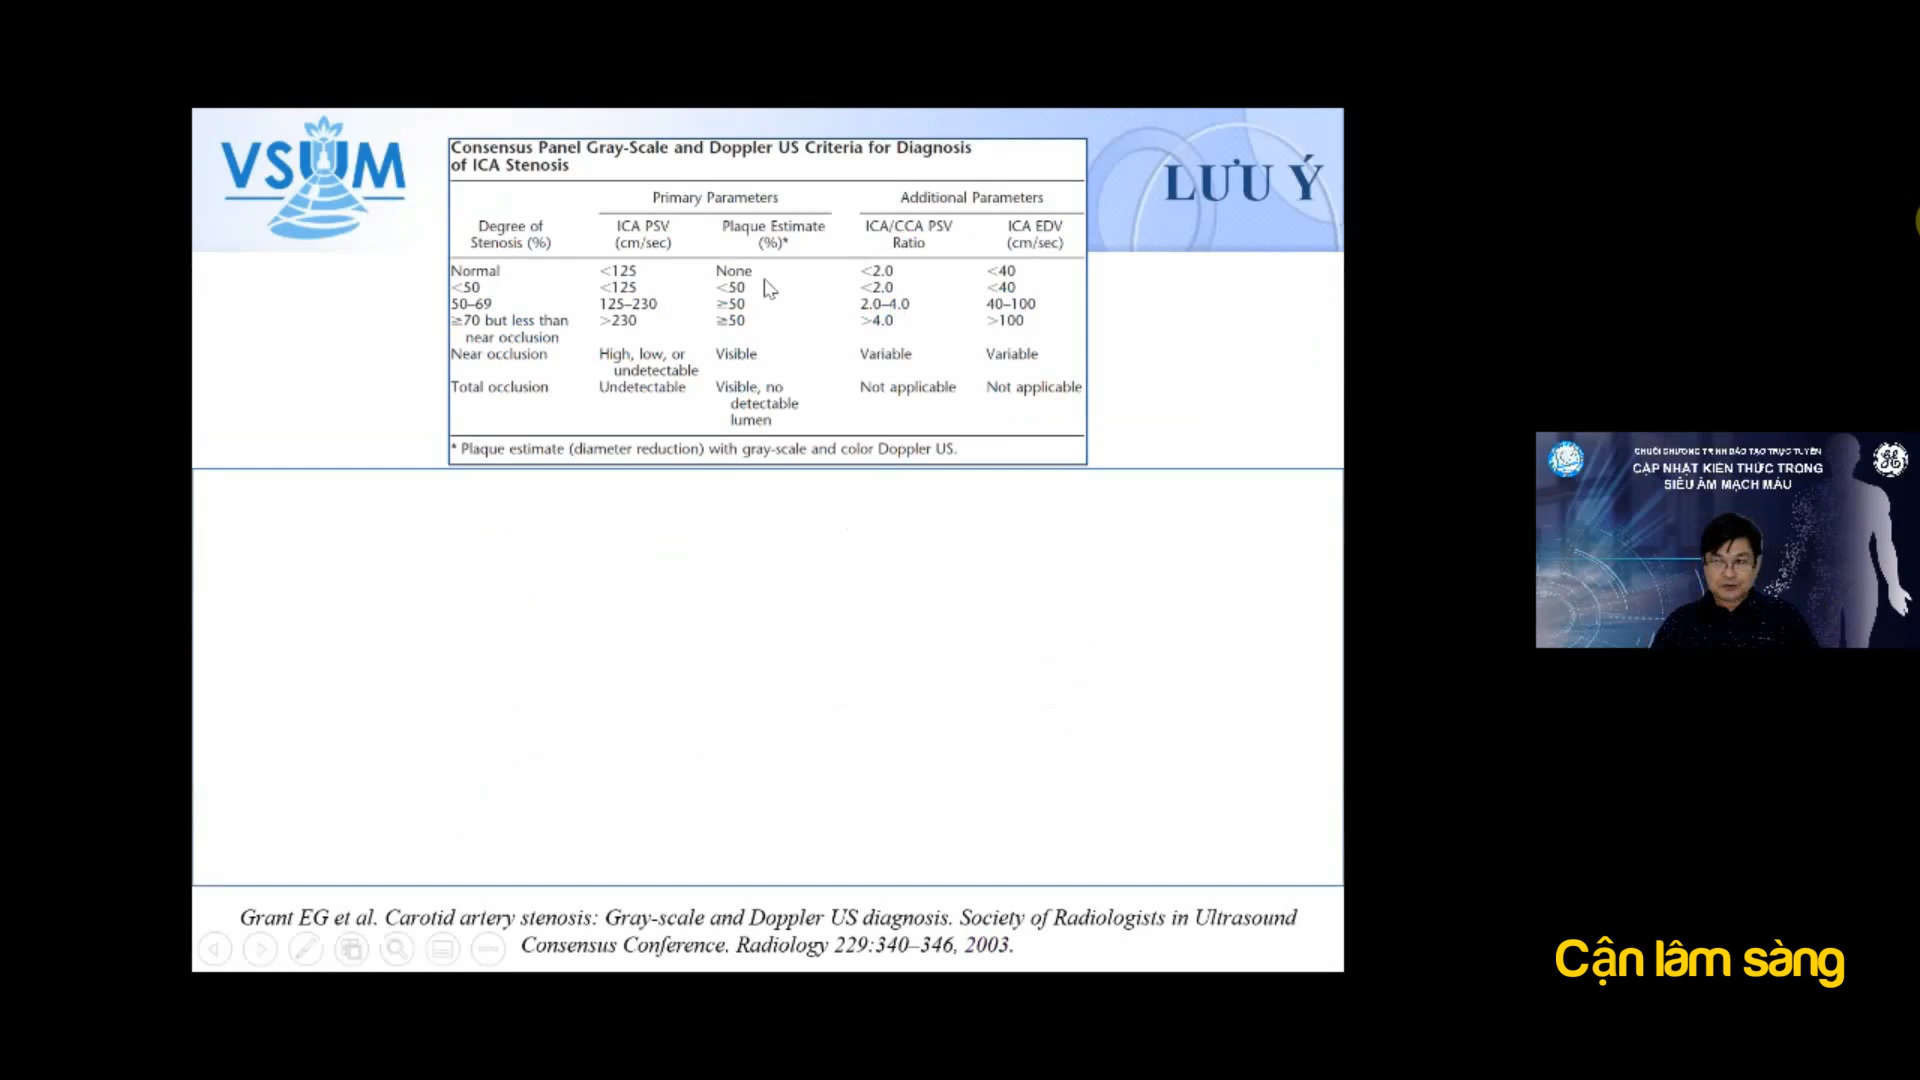 VSUM
LƯU Ý
Consensus Panel Gray-Scale and Doppler US Criteria for Diagnosis
of ICA Stenosis
Primary Parameters Additional Parameters
Degree of Stenosis (%) ICA PSV (cm/sec) Plaque Estimate (%)* ICA/CCA PSV Ratio ICA EDV (cm/sec)
Normal <125 None <2.0 <40
<50 <125 <50 <2.0 <40
50–69 125–230 ≥50 2.0–4.0 40–100
≥70 but less than near occlusion >230 ≥50 >4.0 >100
Near occlusion High, low, or undetectable Visible Variable Variable
Total occlusion Undetectable Visible, no detectable lumen Not applicable Not applicable
* Plaque estimate (diameter reduction) with gray-scale and color Doppler US.
Grant EG et al. Carotid artery stenosis: Gray-scale and Doppler US diagnosis. Society of Radiologists in Ultrasound
Consensus Conference. Radiology 229:340–346, 2003.
CHUỖI CHƯƠNG TRÌNH ĐÀO TẠO TRỰC TUYẾN
CẬP NHẬT KIẾN THỨC TRONG
SIÊU ÂM MẠCH MÁU
Cận lâm sàng